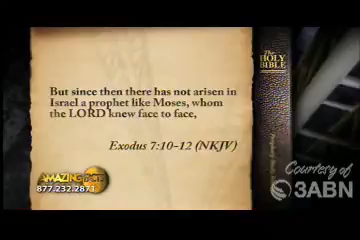 But since then there has not arisen in
Israel a prophet like Moses, whom
the LORD knew face to face,
Exodus 7:10-12 (NKJV)
The
HOLY
BIBLE
AMAZING FACTS
877.232.2871
Courtesy of
3ABN